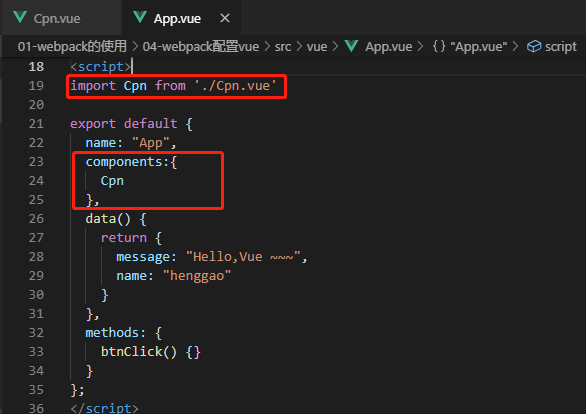 Cpn.vue App.vue ×
01-webpack的使用 > 04-webpack配置vue > src > vue > App.vue > {} "App.vue" > script
18 <script>
19 import Cpn from './Cpn.vue'
20
21 export default {
22 name: "App",
23 components:{
24 Cpn
25 },
26 data() {
27 return {
28 message: "Hello,Vue ~~~",
29 name: "henggao"
30 }
31 },
32 methods: {
33 btnClick() {}
34 }
35 };
36 </script>